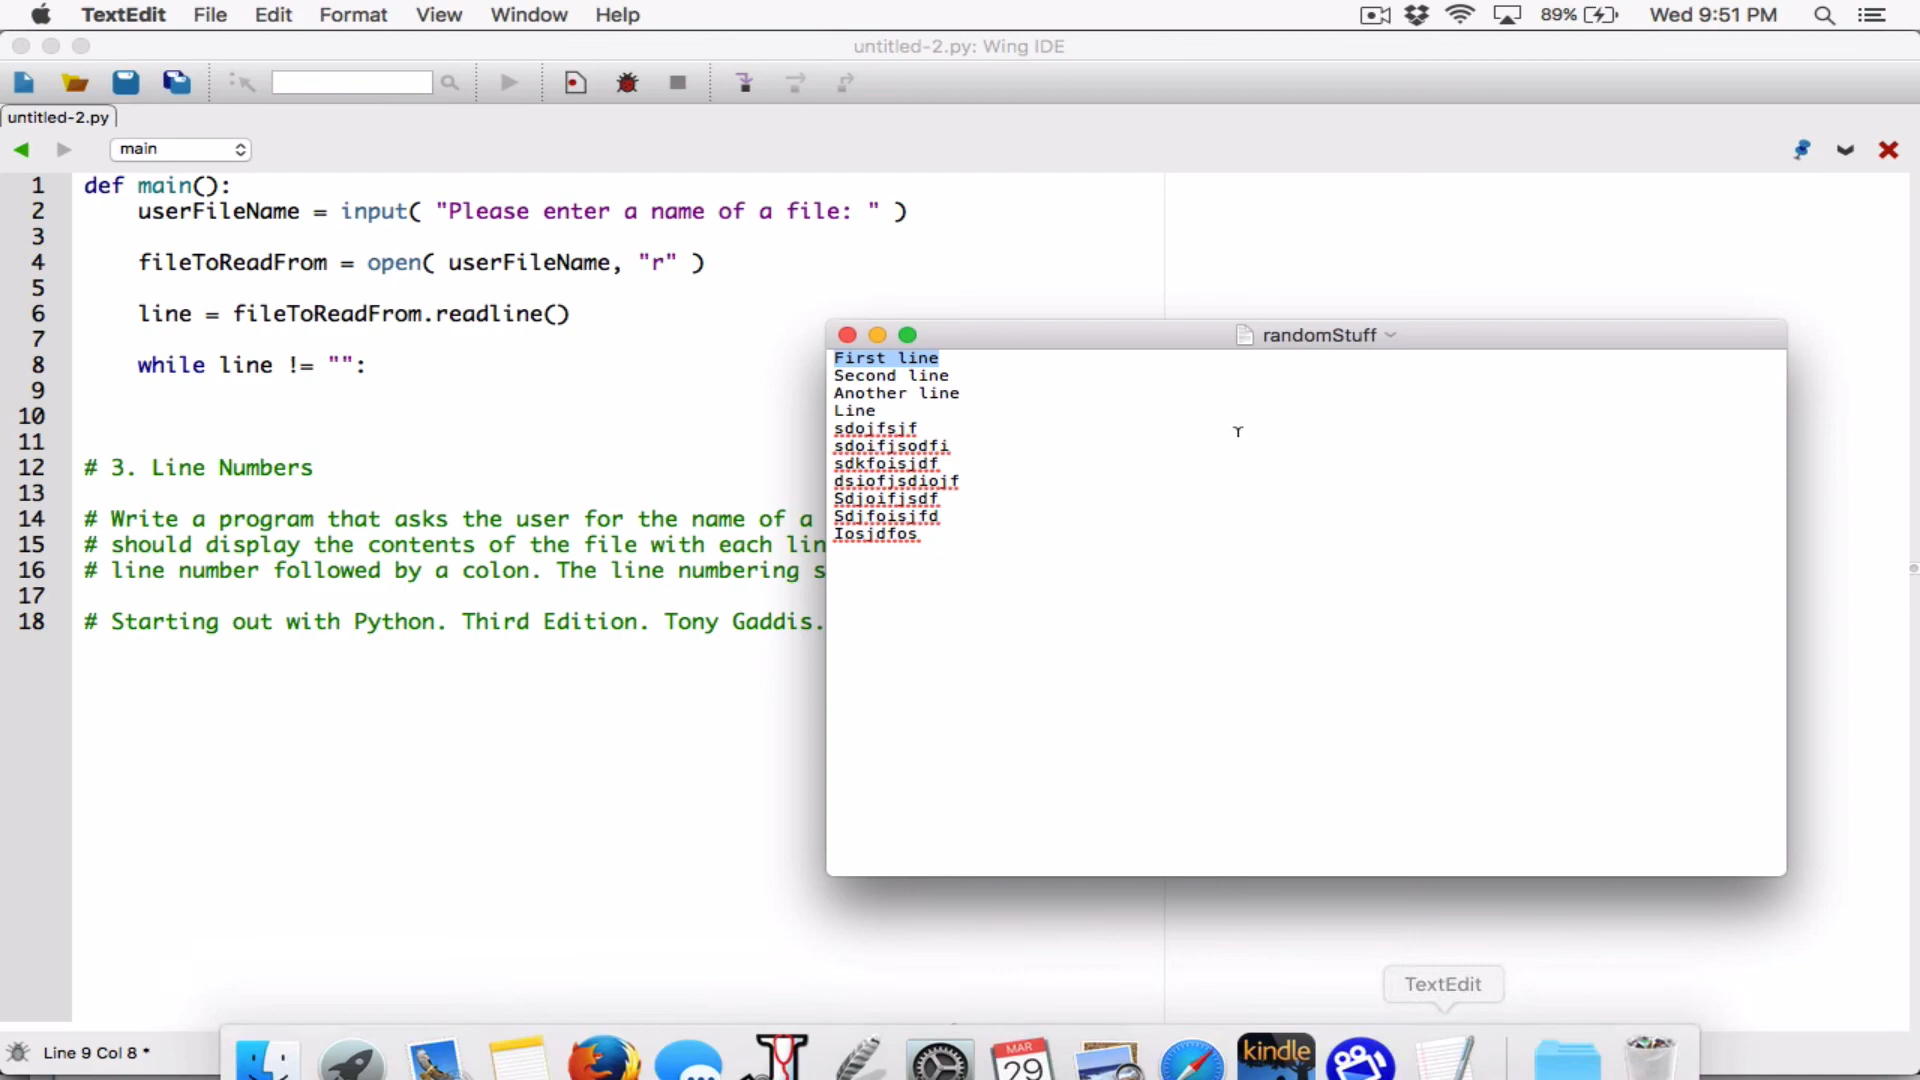 TextEdit File Edit Format View Window Help 89% Wed 9:51 PM
untitled-2.py: Wing IDE
untitled-2.py
main
1 def main():
2 userFileName = input( "Please enter a name of a file: " )
3
4 fileToReadFrom = open( userFileName, "r" )
5
6 line = fileToReadFrom.readline()
7
8 while line != "":
9
10
11
12 # 3. Line Numbers
13
14 # Write a program that asks the user for the name of a
15 # should display the contents of the file with each lin
16 # line number followed by a colon. The line numbering s
17
18 # Starting out with Python. Third Edition. Tony Gaddis.
randomStuff
First line
Second line
Another line
Line
sdojfsjf
sdoifjsodfi
sdkfoisjdf
dsiofjsdiojf
Sdjoifjsdf
Sdjfoisjfd
Iosjdfos
TextEdit
Line 9 Col 8 *
MAR
29
kindle